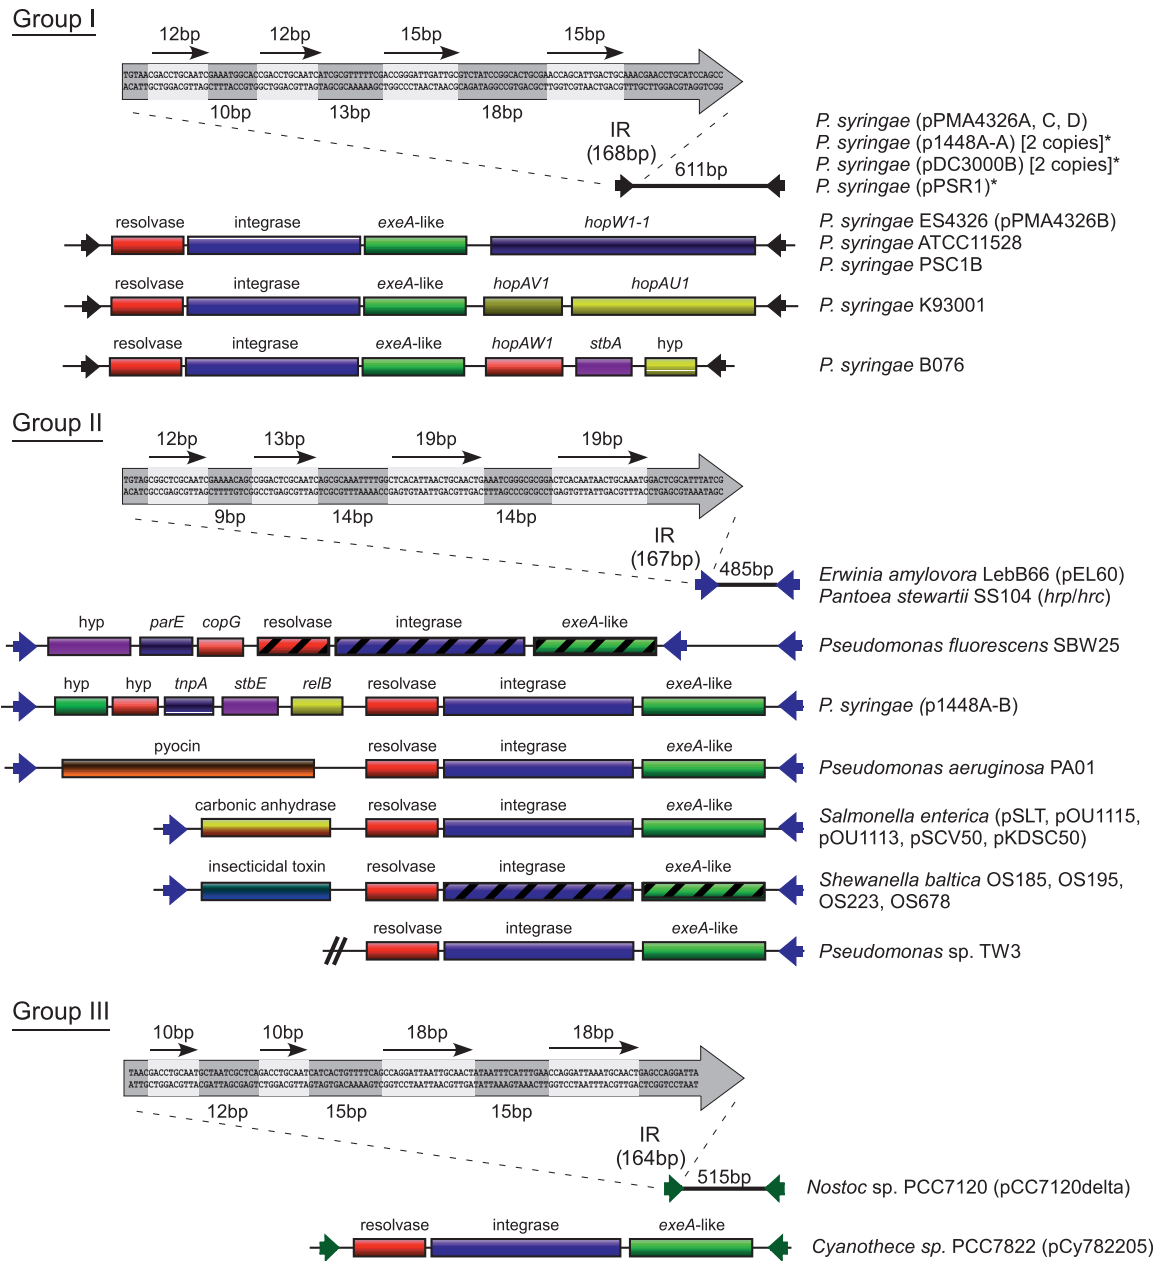 Group I
12bp 12bp 15bp 15bp
TGTAACGACCTGCAATCGAAATGGCACCGACCTGCAATCATCGCGTTTTTCGACCGGGATTGATTGCGTCTATCCGGCACTGCGAACCAGCATTGACTGCAAACGAACCTGCATCCAGCC
ACATTGCTGGACGTTAGCTTTACCGTGGCTGGACGTTAGTAGCGCAAAAAGCTGGCCCTAACTAACGCAGATAGGCCGTGACGCTTGGTCGTAACTGACGTTTGCTTGGACGTAGGTCGG
10bp 13bp 18bp
IR
(168bp)
611bp
P. syringae (pPMA4326A, C, D)
P. syringae (p1448A-A) [2 copies]*
P. syringae (pDC3000B) [2 copies]*
P. syringae (pPSR1)*
resolvase integrase exeA-like hopW1-1
P. syringae ES4326 (pPMA4326B)
P. syringae ATCC11528
P. syringae PSC1B
resolvase integrase exeA-like hopAV1 hopAU1
P. syringae K93001
resolvase integrase exeA-like hopAW1 stbA hyp
P. syringae B076
Group II
12bp 13bp 19bp 19bp
TGTAGCGGCTCGCAATCGAAAACAGCCGGACTCGCAATCAGCGCAAATTTTGGCTCACATTAACTGCAACTGAAATCGGGCGCGGACTCACAATAACTGCAAATGGACTCGCATTTATCG
ACATCGCCGAGCGTTAGCTTTTGTCGGCCTGAGCGTTAGTCGCGTTTAAAACCGAGTGTAATTGACGTTGACTTTAGCCCGCGCCTGAGTGTTATTGACGTTTACCTGAGCGTAAATAGC
9bp 14bp 14bp
IR
(167bp)
485bp
Erwinia amylovora LebB66 (pEL60)
Pantoea stewartii SS104 (hrp/hrc)
hyp parE copG resolvase integrase exeA-like
Pseudomonas fluorescens SBW25
hyp hyp tnpA stbE relB resolvase integrase exeA-like
P. syringae (p1448A-B)
pyocin resolvase integrase exeA-like
Pseudomonas aeruginosa PA01
carbonic anhydrase resolvase integrase exeA-like
Salmonella enterica (pSLT, pOU1115,
pOU1113, pSCV50, pKDSC50)
insecticidal toxin resolvase integrase exeA-like
Shewanella baltica OS185, OS195,
OS223, OS678
resolvase integrase exeA-like
Pseudomonas sp. TW3
Group III
10bp 10bp 18bp 18bp
TAACGACCTGCAATGCTAATCGCTCAGACCTGCAATCATCACTGTTTTCAGCCAGGATTAATTGCAACTATAATTTCATTTGAACCAGGATTAAATGCAACTGAGCCAGGATTA
ATTGCTGGACGTTACGATTAGCGAGTCTGGACGTTAGTAGTGACAAAAGTCGGTCCTAATTAACGTTGATATTAAAGTAAACTTGGTCCTAATTTACGTTGACTCGGTCCTAAT
12bp 15bp 15bp
IR
(164bp)
515bp
Nostoc sp. PCC7120 (pCC7120delta)
resolvase integrase exeA-like
Cyanothece sp. PCC7822 (pCy782205)